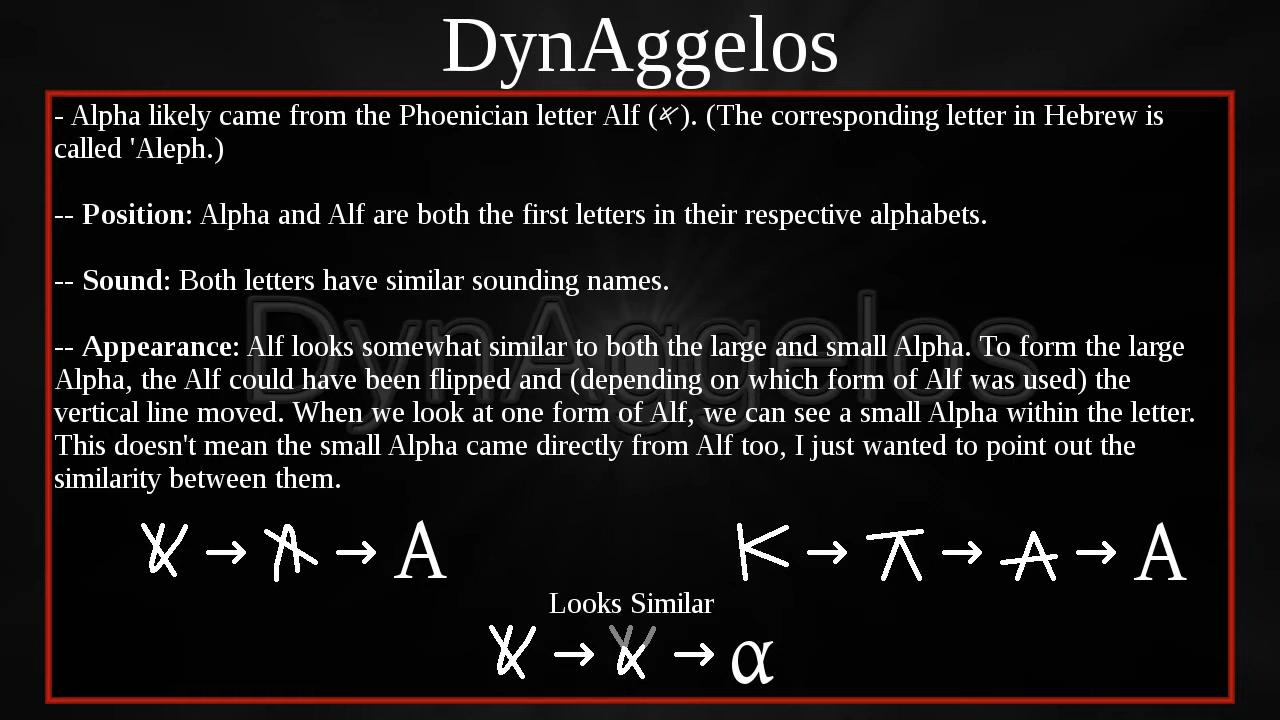 DynAggelos
- Alpha likely came from the Phoenician letter Alf (𐤀). (The corresponding letter in Hebrew is
called 'Aleph.)
-- Position: Alpha and Alf are both the first letters in their respective alphabets.
-- Sound: Both letters have similar sounding names.
-- Appearance: Alf looks somewhat similar to both the large and small Alpha. To form the large
Alpha, the Alf could have been flipped and (depending on which form of Alf was used) the
vertical line moved. When we look at one form of Alf, we can see a small Alpha within the letter.
This doesn't mean the small Alpha came directly from Alf too, I just wanted to point out the
similarity between them.
→ → Α → → → Α
Looks Similar
→ → α
DynAggelos